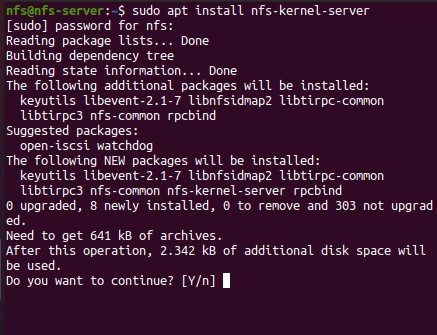 nfs@nfs-server:~$ sudo apt install nfs-kernel-server
[sudo] password for nfs:
Reading package lists... Done
Building dependency tree
Reading state information... Done
The following additional packages will be installed:
  keyutils libevent-2.1-7 libnfsidmap2 libtirpc-common
  libtirpc3 nfs-common rpcbind
Suggested packages:
  open-iscsi watchdog
The following NEW packages will be installed:
  keyutils libevent-2.1-7 libnfsidmap2 libtirpc-common
  libtirpc3 nfs-common nfs-kernel-server rpcbind
0 upgraded, 8 newly installed, 0 to remove and 303 not upgrad
ed.
Need to get 641 kB of archives.
After this operation, 2.342 kB of additional disk space will
be used.
Do you want to continue? [Y/n]